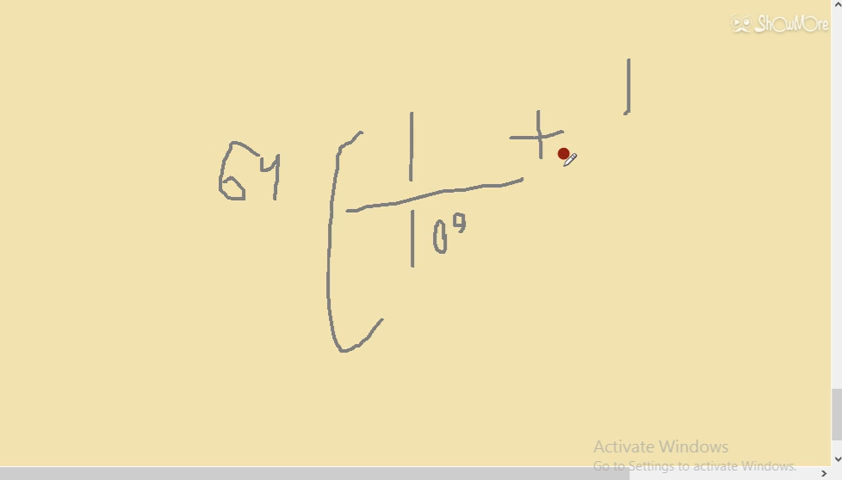 ShowMore
64 ( 1/10⁹ + 1
Activate Windows
Go to Settings to activate Windows.